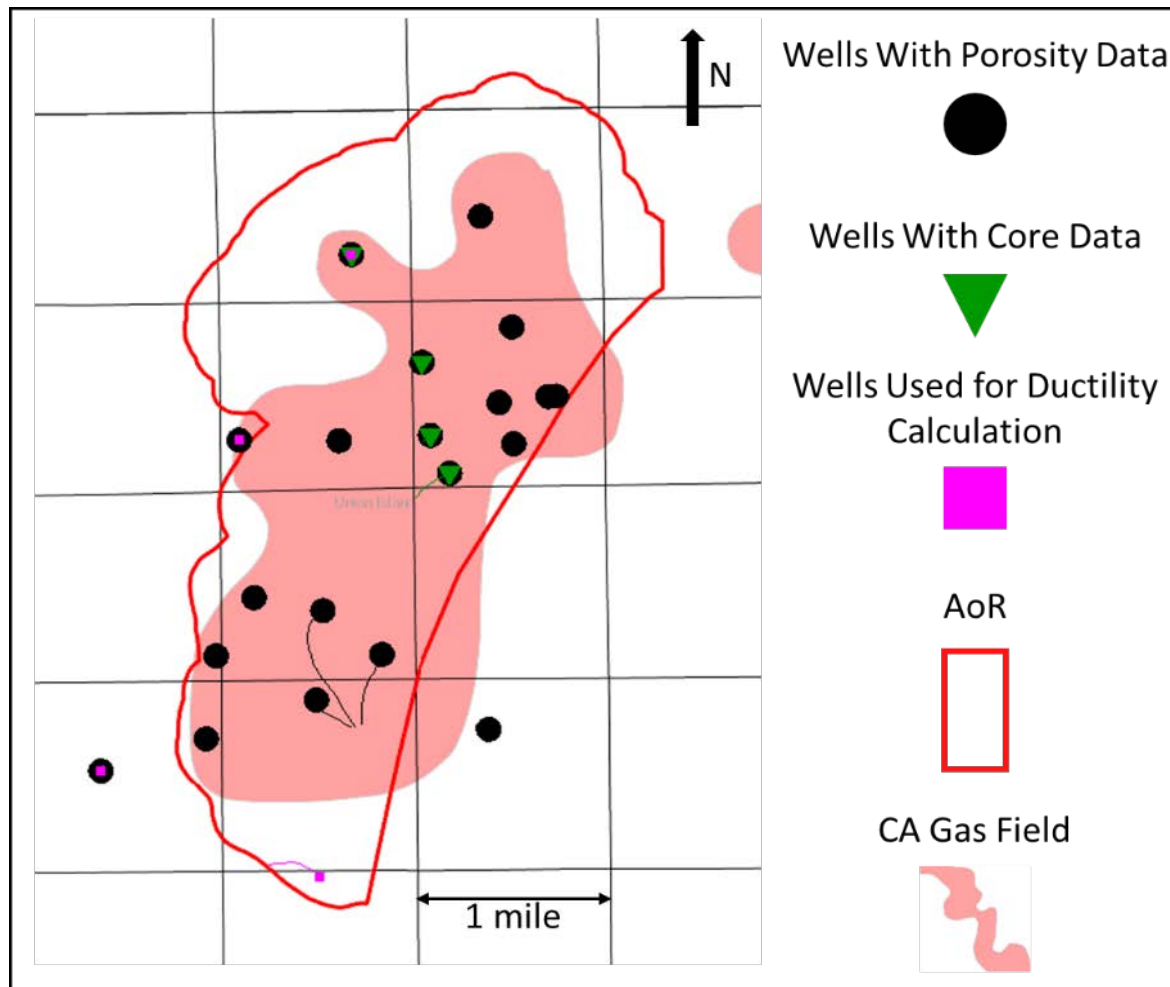 N
Wells With Porosity Data
Wells With Core Data
Wells Used for Ductility
Calculation
AoR
CA Gas Field
1 mile